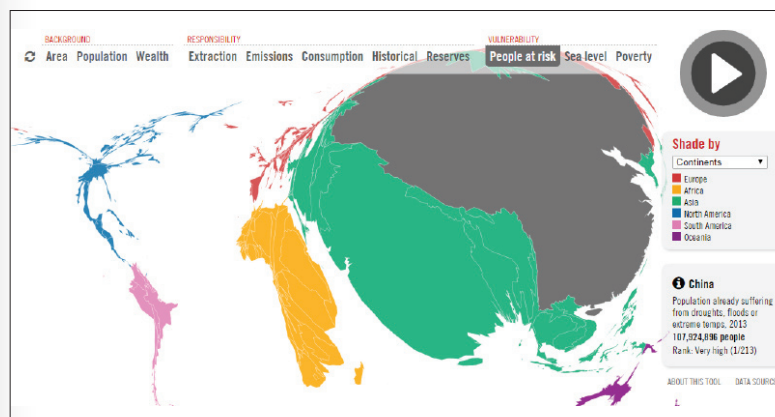 BACKGROUND
Area Population Wealth
RESPONSIBILITY
Extraction Emissions Consumption Historical Reserves
VULNERABILITY
People at risk Sea level Poverty
Shade by
Continents
Europe
Africa
Asia
North America
South America
Oceania
China
Population already suffering
from droughts, floods or
extreme temps, 2013
107,924,896 people
Rank: Very high (1/213)
ABOUT THIS TOOL DATA SOURCE